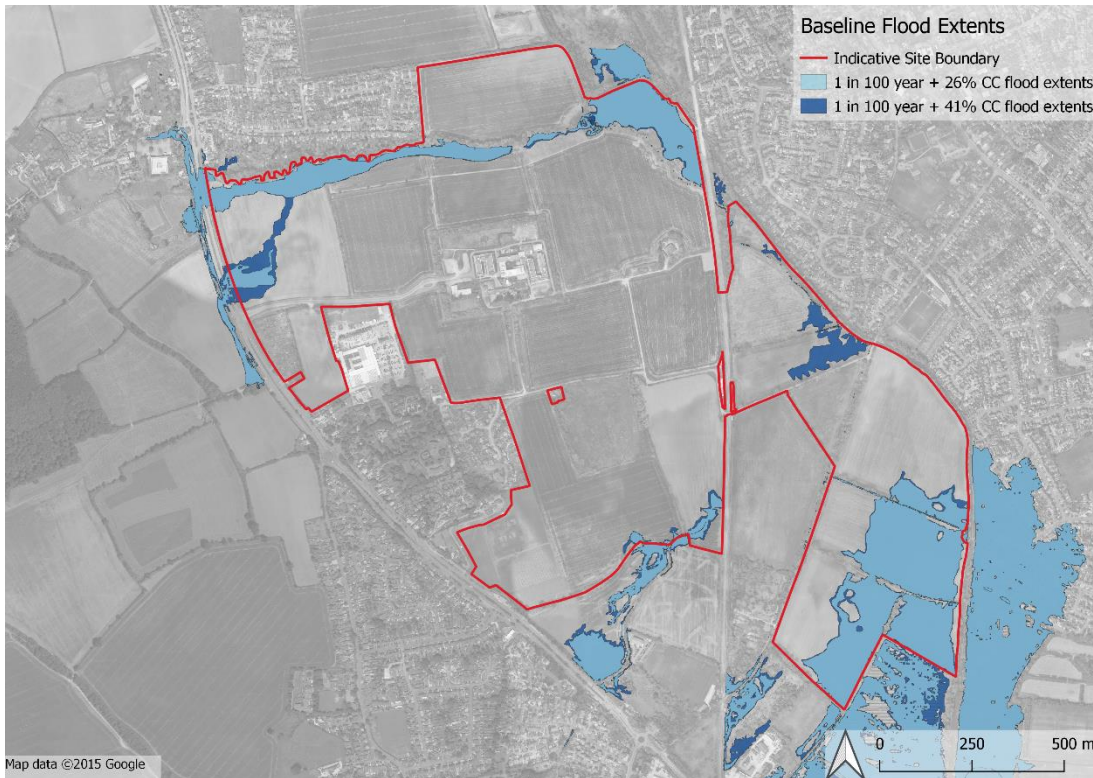 Baseline Flood Extents
Indicative Site Boundary
1 in 100 year + 26% CC flood extents
1 in 100 year + 41% CC flood extents
Map data ©2015 Google
0 250 500 m